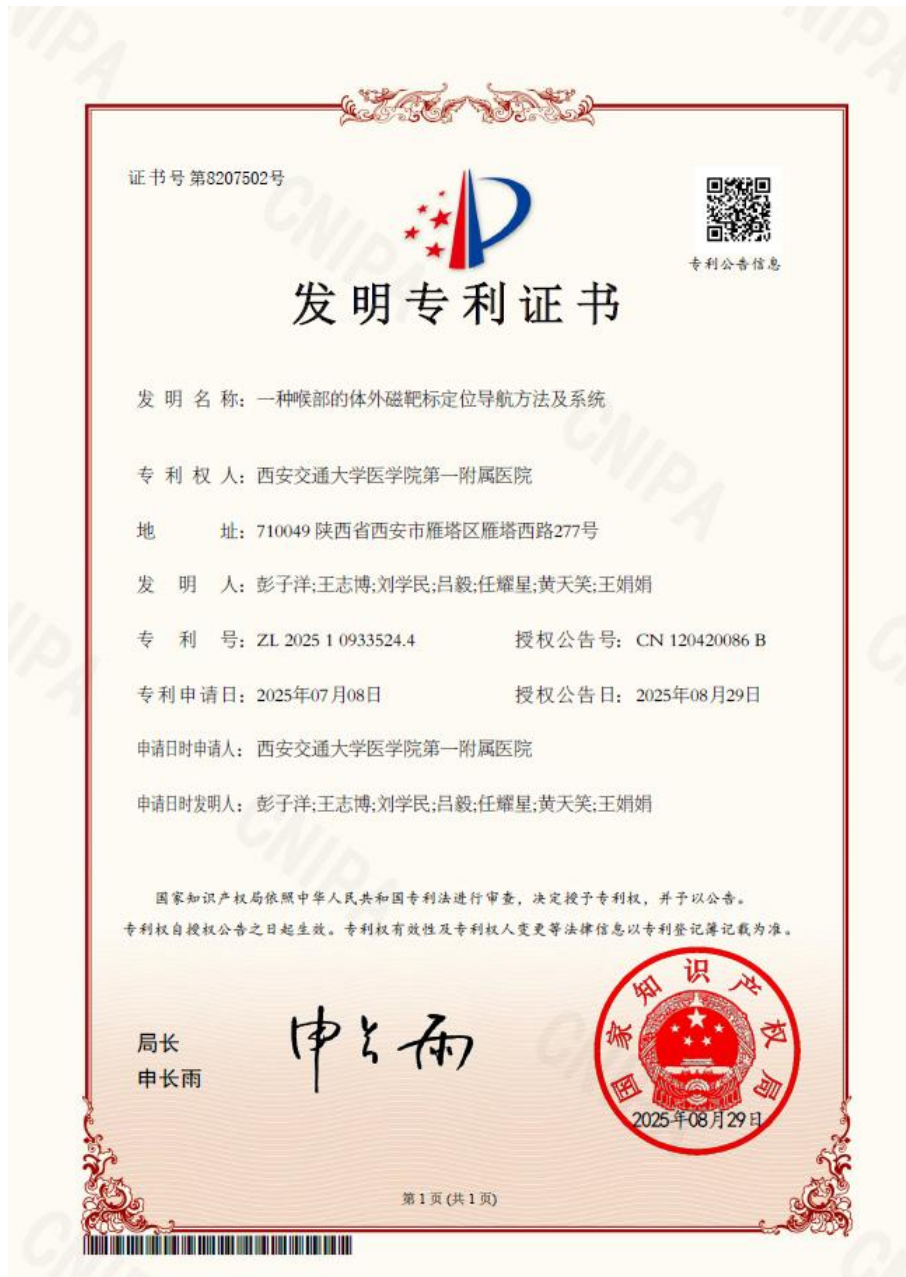 证书号第8207502号
专利公告信息
发明专利证书
发明名称：一种喉部的体外磁靶标定位导航方法及系统
专利权人：西安交通大学医学院第一附属医院
地址：710049 陕西省西安市雁塔区雁塔西路277号
发明人：彭子洋;王志博;刘学民;吕毅;任耀星;黄天笑;王娟娟
专利号：ZL 2025 1 0933524.4 授权公告号：CN 120420086 B
专利申请日：2025年07月08日 授权公告日：2025年08月29日
申请日时申请人：西安交通大学医学院第一附属医院
申请日时发明人：彭子洋;王志博;刘学民;吕毅;任耀星;黄天笑;王娟娟
国家知识产权局依照中华人民共和国专利法进行审查，决定授予专利权，并予以公告。
专利权自授权公告之日起生效。专利权有效性及专利权人变更等法律信息以专利登记簿记载为准。
局长
申长雨
申长雨
国家知识产权局
2025年08月29日
第1页(共1页)
CNIPA
CNIPA
CNIPA
CNIPA
CNIPA